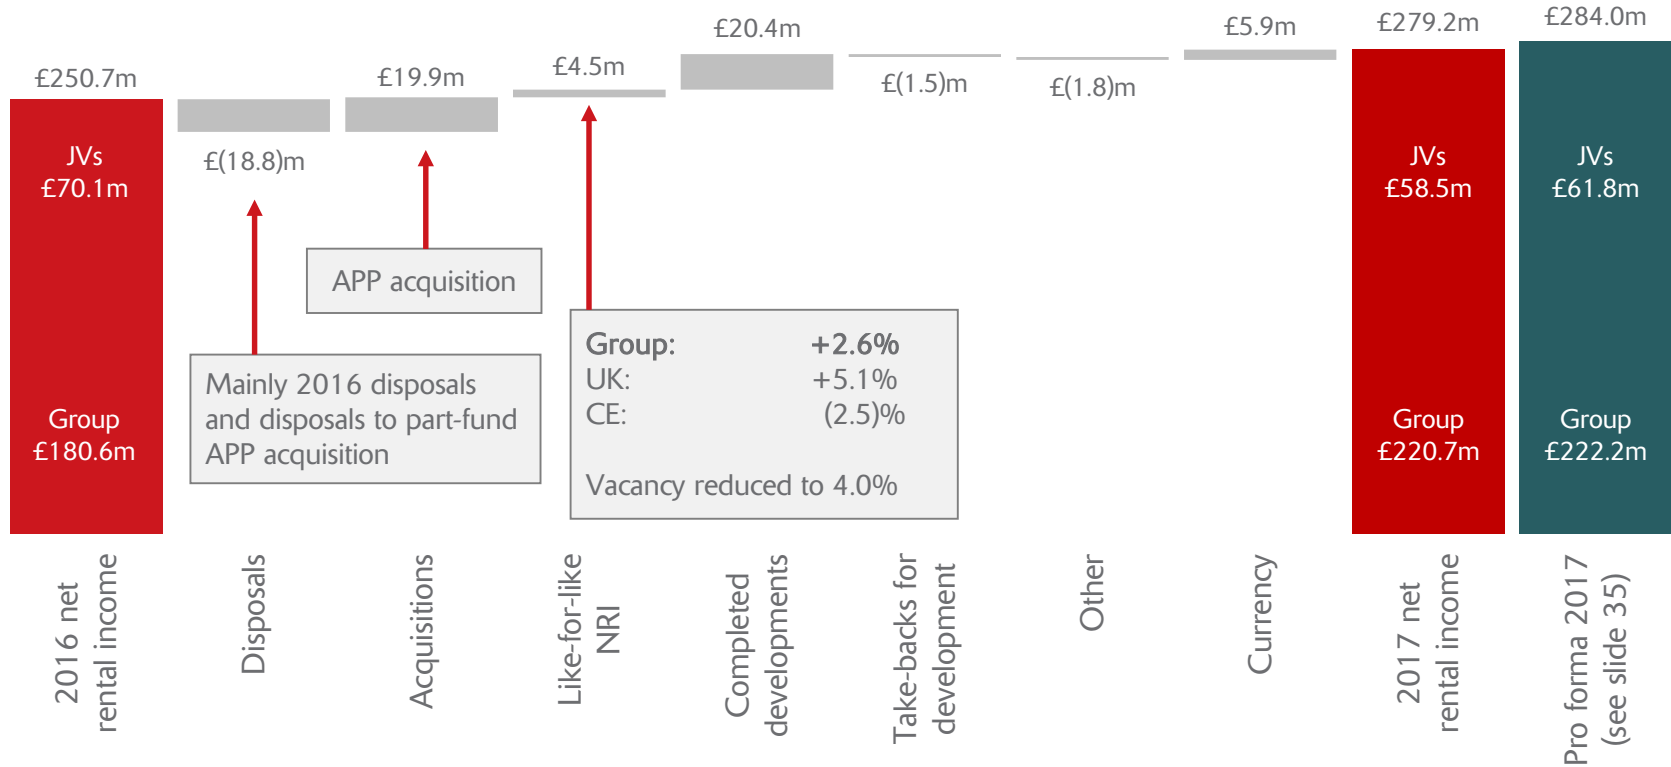 £250.7m
£(18.8)m
£19.9m
£4.5m
£20.4m
£(1.5)m
£(1.8)m
£5.9m
£279.2m
£284.0m
JVs
£70.1m
Group
£180.6m
JVs
£58.5m
Group
£220.7m
JVs
£61.8m
Group
£222.2m
APP acquisition
Mainly 2016 disposals
and disposals to part-fund
APP acquisition
Group: +2.6%
UK: +5.1%
CE: (2.5)%
Vacancy reduced to 4.0%
2016 net
rental income
Disposals
Acquisitions
Like-for-like
NRI
Completed
developments
Take-backs for
development
Other
Currency
2017 net
rental income
Pro forma 2017
(see slide 35)